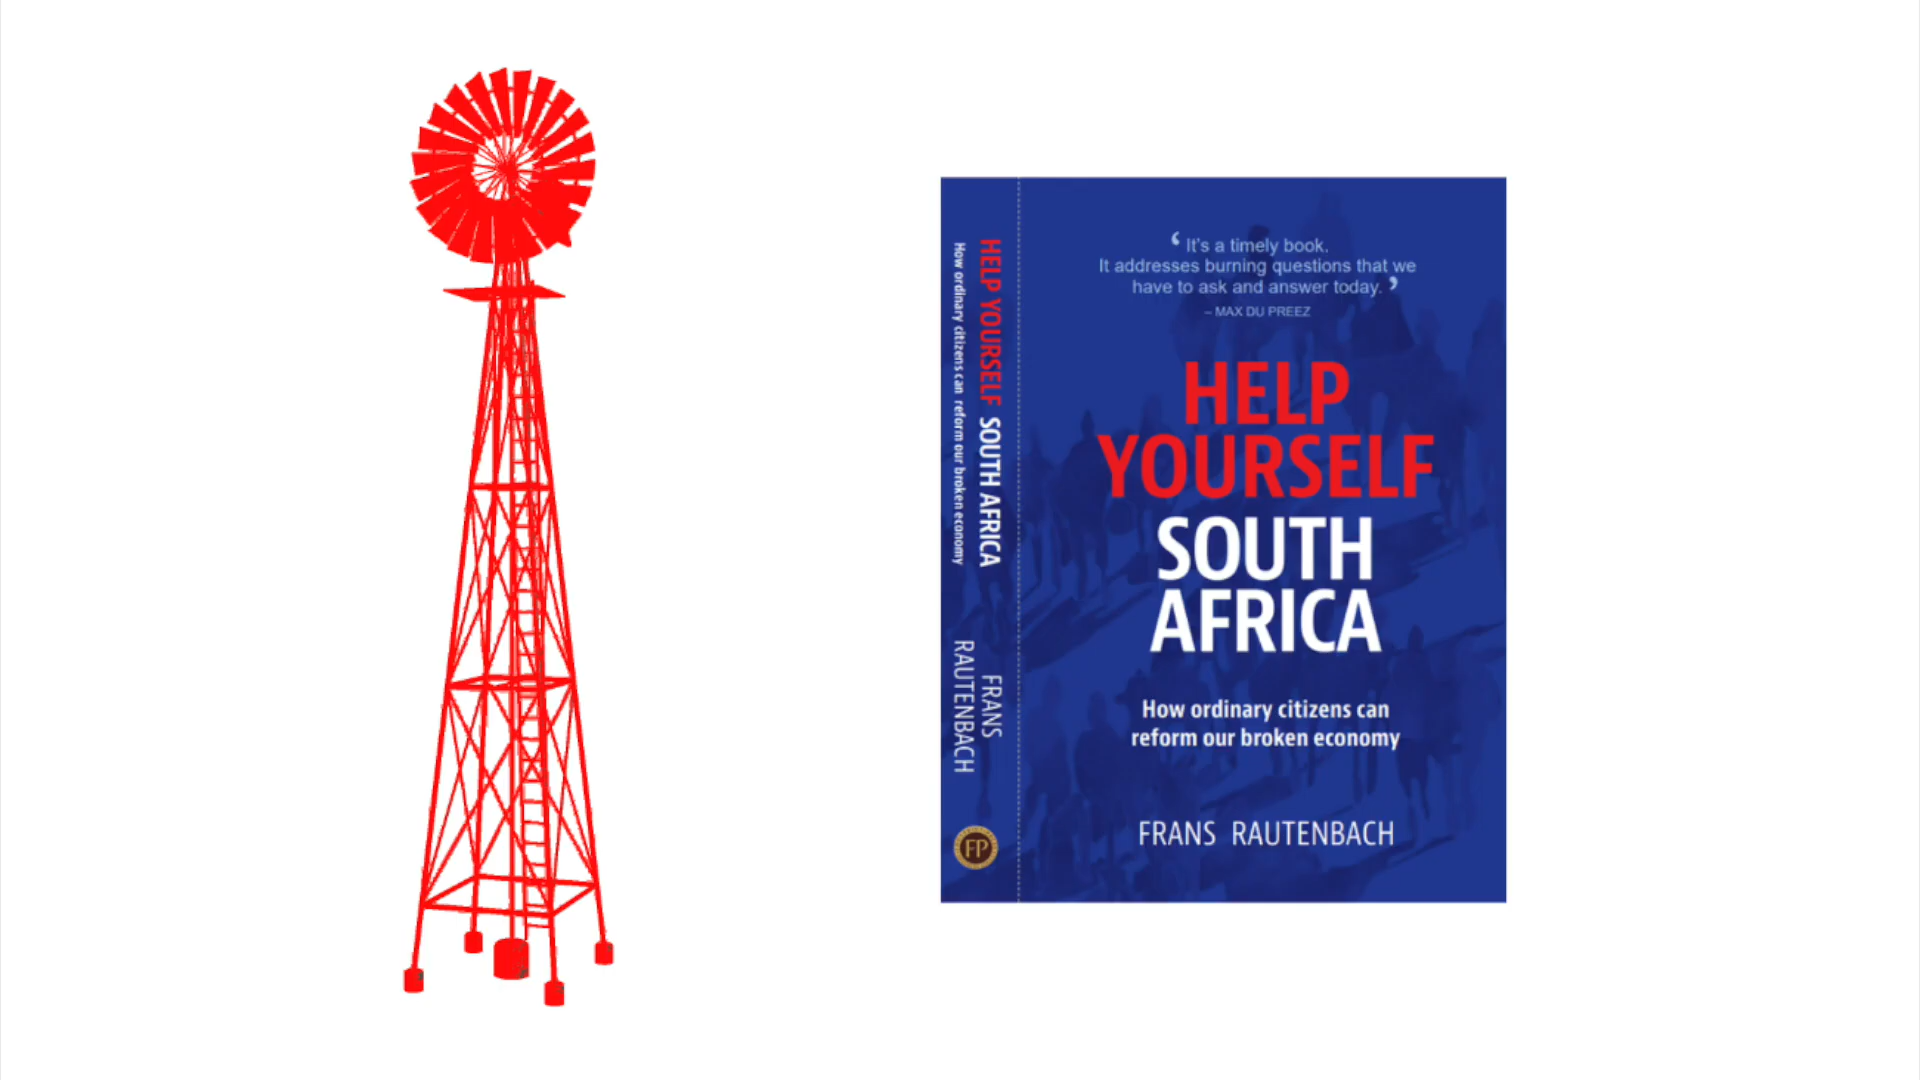 HELP YOURSELF SOUTH AFRICA
How ordinary citizens can reform our broken economy
FRANS
RAUTENBACH
FP
‘ It's a timely book.
It addresses burning questions that we
have to ask and answer today. ’
– MAX DU PREEZ
HELP
YOURSELF
SOUTH
AFRICA
How ordinary citizens can
reform our broken economy
FRANS RAUTENBACH